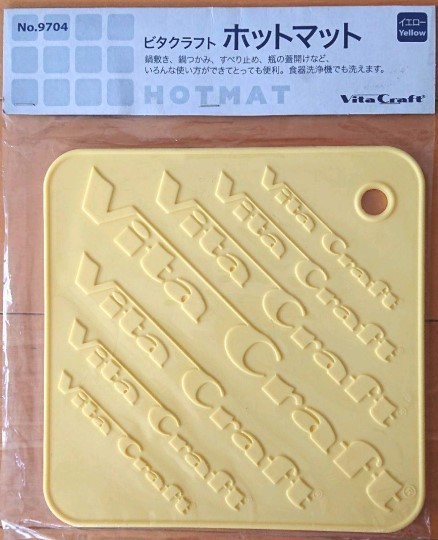 No.9704
ビタクラフト ホットマット
イエロー
Yellow
鍋敷き、鍋つかみ、すべり止め、瓶の蓋開けなど、
いろんな使い方ができてとっても便利。食器洗浄機でも洗えます。
HOTMAT
VitaCraft®
Vita Craft
Vita Craft
Vita Craft
Vita Craft®
Vita Craft
Vita Craft
Vita Craft